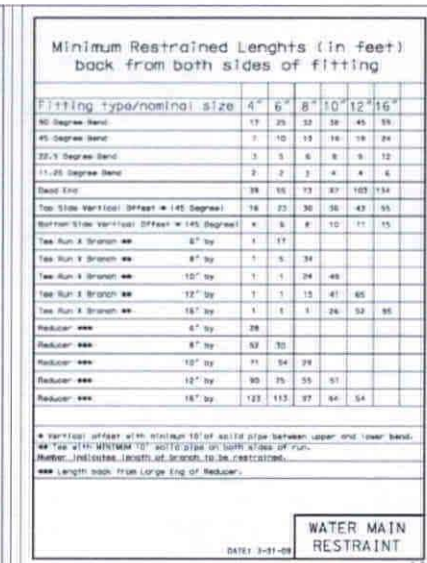 Minimum Restrained Lenghts (in feet)
back from both sides of fitting
Fitting type/nominal size 4" 6" 8" 10" 12" 16"
90 Degree Bend 17 25 32 38 45 59
45 Degree Bend 7 10 13 16 19 24
22.5 Degree Bend 3 5 6 8 9 12
11.25 Degree Bend 2 2 3 4 4 6
Dead End 39 55 73 87 103 134
Top Side Vertical Offset * (45 Degree) 16 23 30 36 43 55
Bottom Side Vertical Offset * (45 Degree) 4 6 8 10 11 15
Tee Run X Branch ** 6" by 1 17
Tee Run X Branch ** 8" by 1 5 34
Tee Run X Branch ** 10" by 1 1 24 49
Tee Run X Branch ** 12" by 1 1 13 41 65
Tee Run X Branch ** 16" by 1 1 1 26 52 95
Reducer *** 6" by 28
Reducer *** 8" by 52 30
Reducer *** 10" by 71 54 29
Reducer *** 12" by 90 75 55 51
Reducer *** 16" by 123 113 97 64 54
* Vertical offset with minimun 10' of solid pipe between upper and lower bend.
** Tee with MINIMUM 10' solid pipe on both sides of run.
Number indicates length of branch to be restrained.
*** Length back from Large Eng of Reducer.
WATER MAIN
DATE: 3-31-09 RESTRAINT